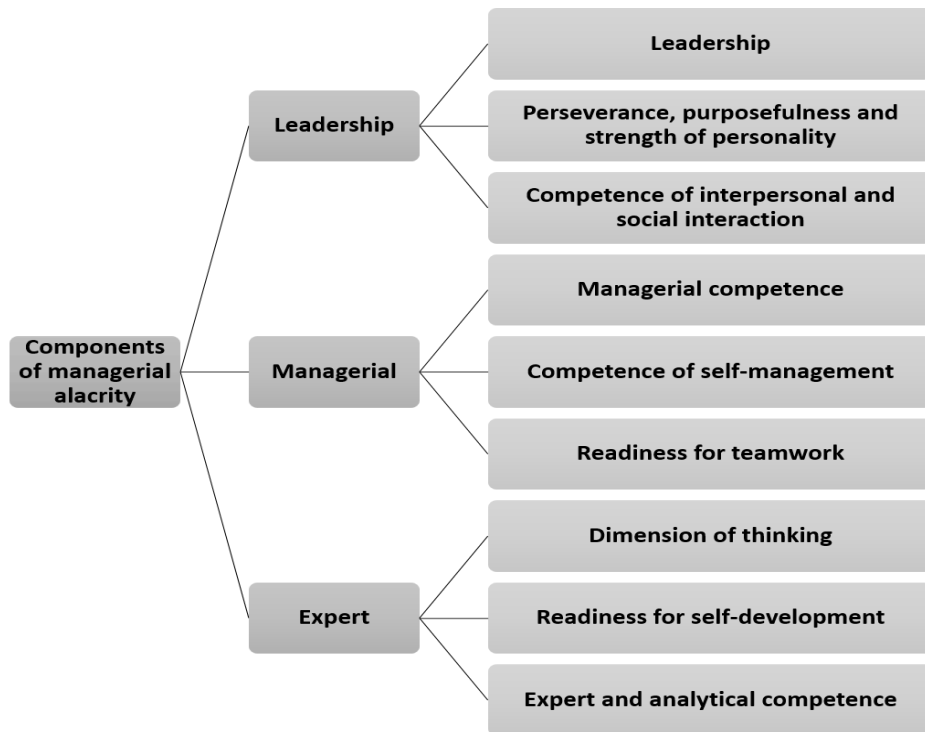 Components
of managerial
alacrity
Leadership
Leadership
Perseverance, purposefulness and
strength of personality
Competence of interpersonal and
social interaction
Managerial
Managerial competence
Competence of self-management
Readiness for teamwork
Expert
Dimension of thinking
Readiness for self-development
Expert and analytical competence